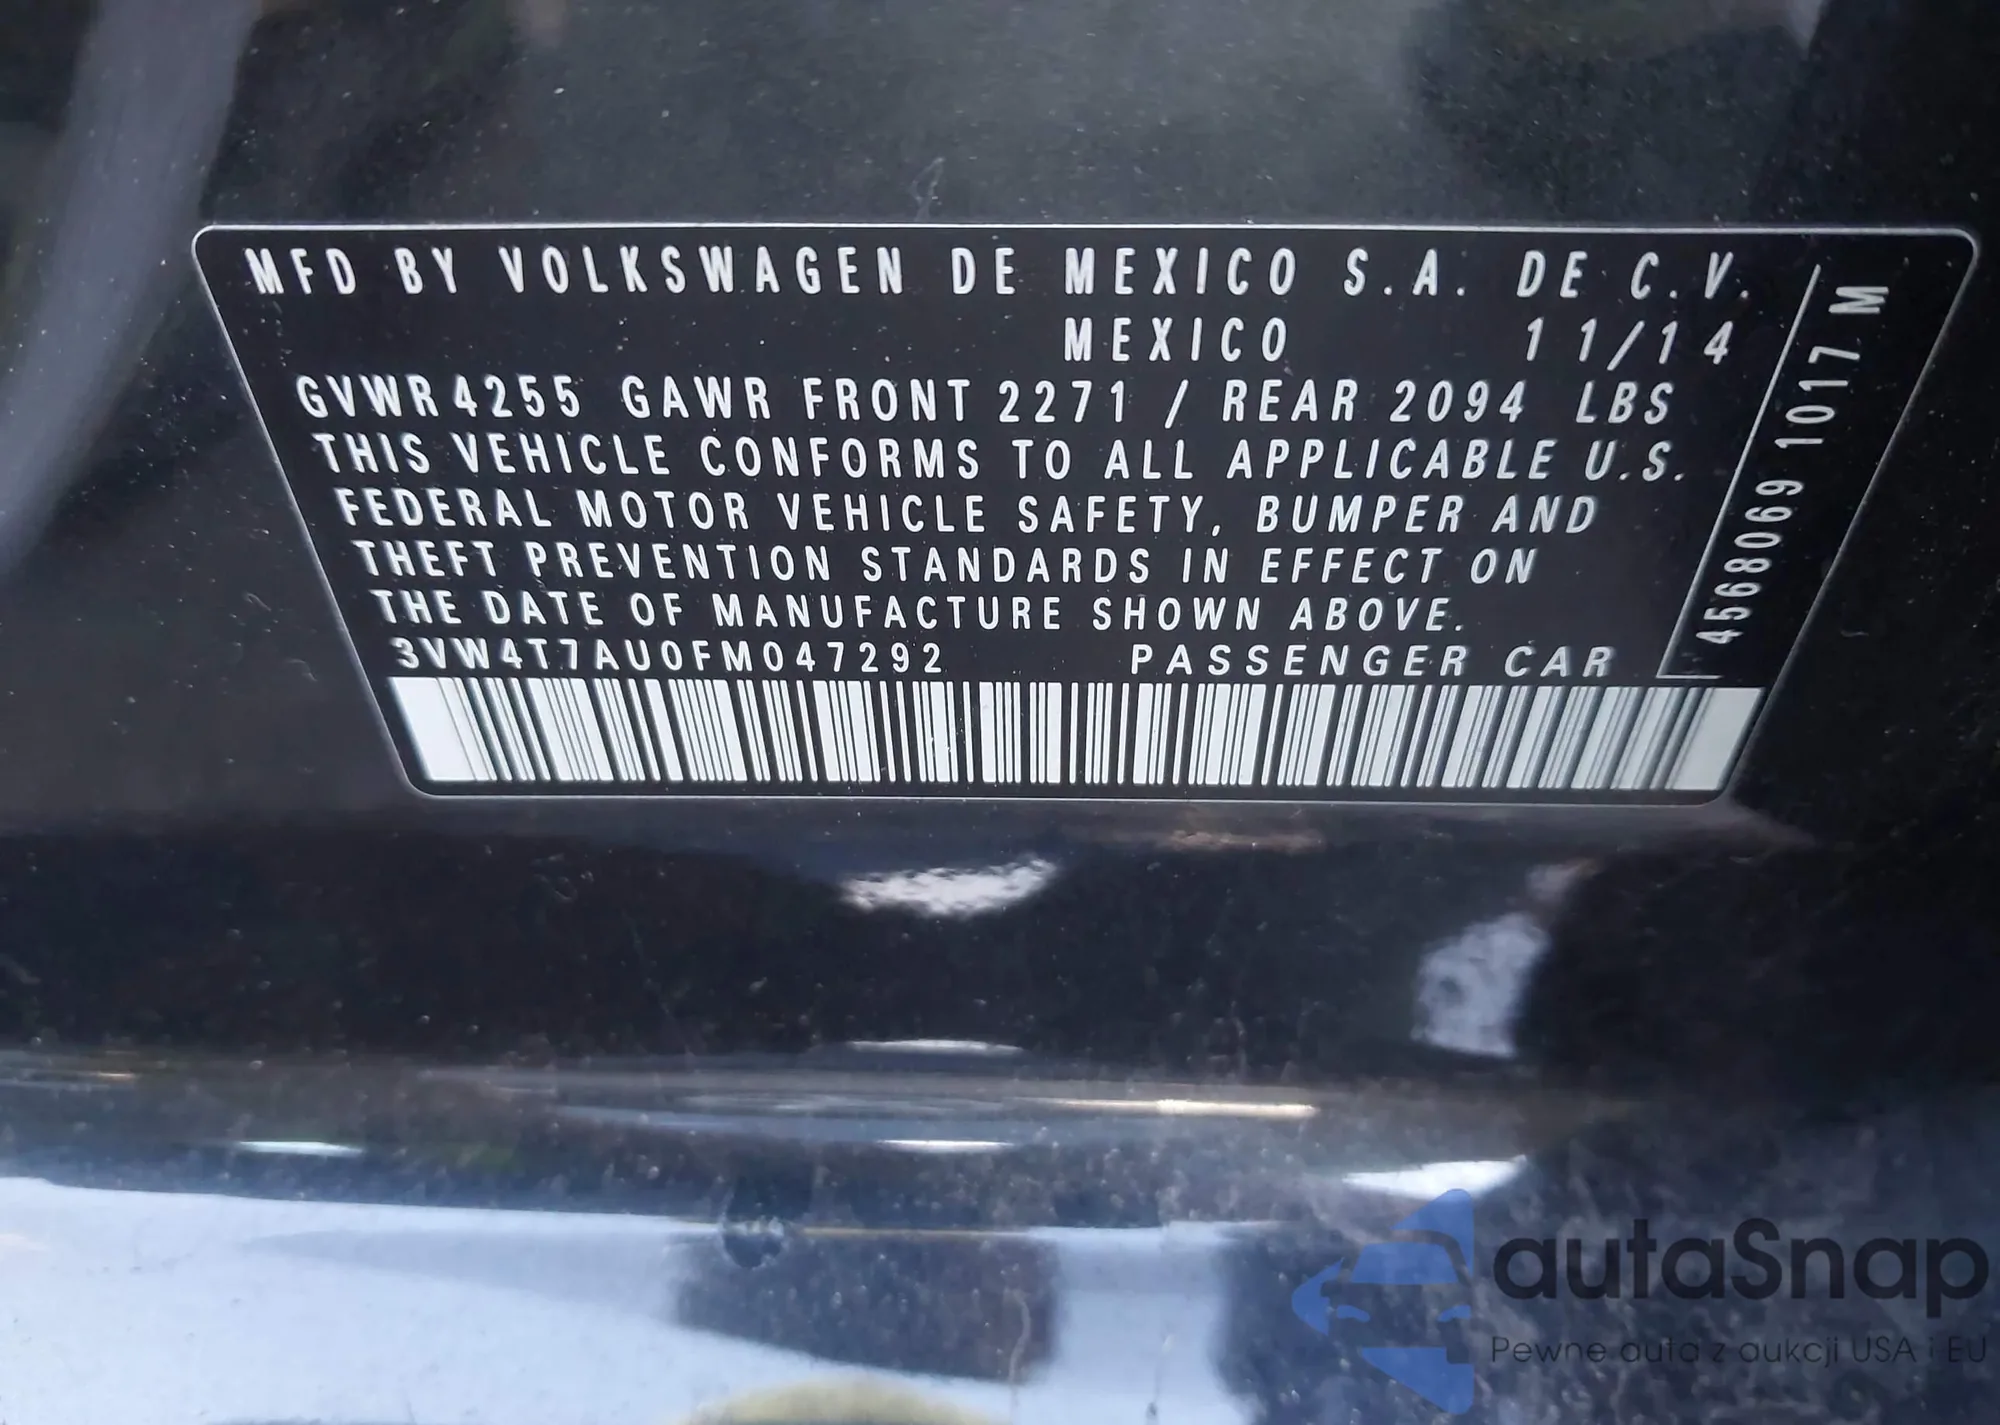 MFD BY VOLKSWAGEN DE MEXICO S.A. DE C.V.
MEXICO 11/14
GVWR 4255 GAWR FRONT 2271 / REAR 2094 LBS
THIS VEHICLE CONFORMS TO ALL APPLICABLE U.S.
FEDERAL MOTOR VEHICLE SAFETY, BUMPER AND
THEFT PREVENTION STANDARDS IN EFFECT ON
THE DATE OF MANUFACTURE SHOWN ABOVE.
3VW4T7AU0FM047292 PASSENGER CAR
4568069 1017 M
autaSnap
Pewne auta z aukcji USA i EU